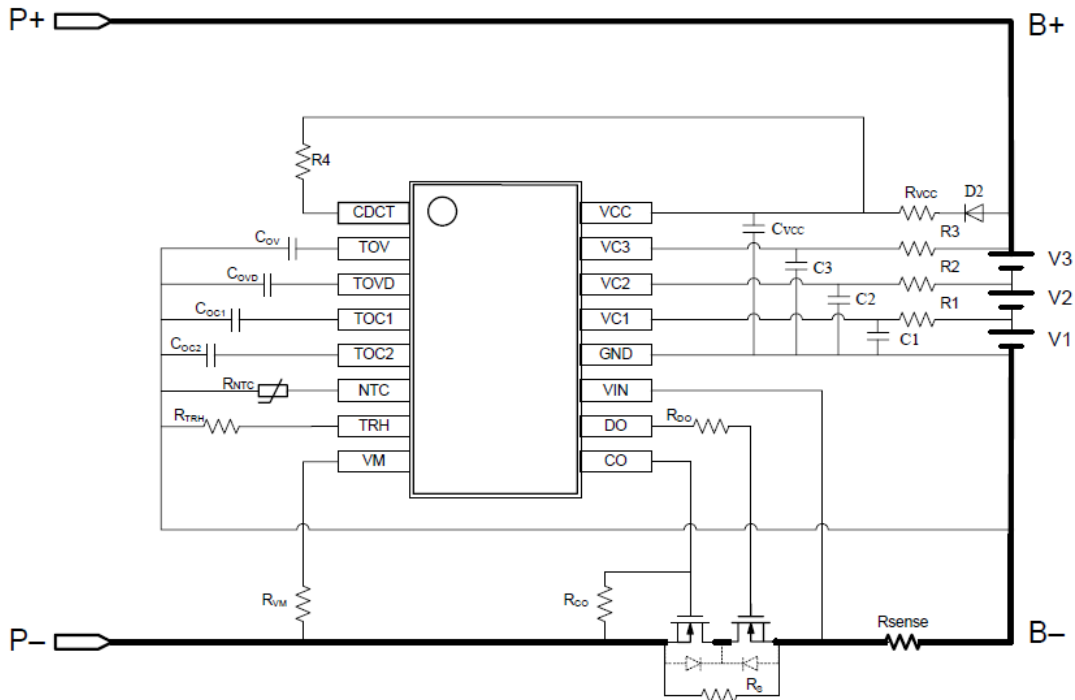 P+
B+
R4
RVCC
D2
CDCT
VCC
CVCC
COV
TOV
VC3
R3
V3
C3
COVD
TOVD
VC2
R2
V2
C2
COC1
TOC1
VC1
R1
V1
C1
COC2
TOC2
GND
RNTC
NTC
VIN
RTRH
TRH
DO
RDO
VM
CO
RVM
RCO
Rsense
P−
B−
RS